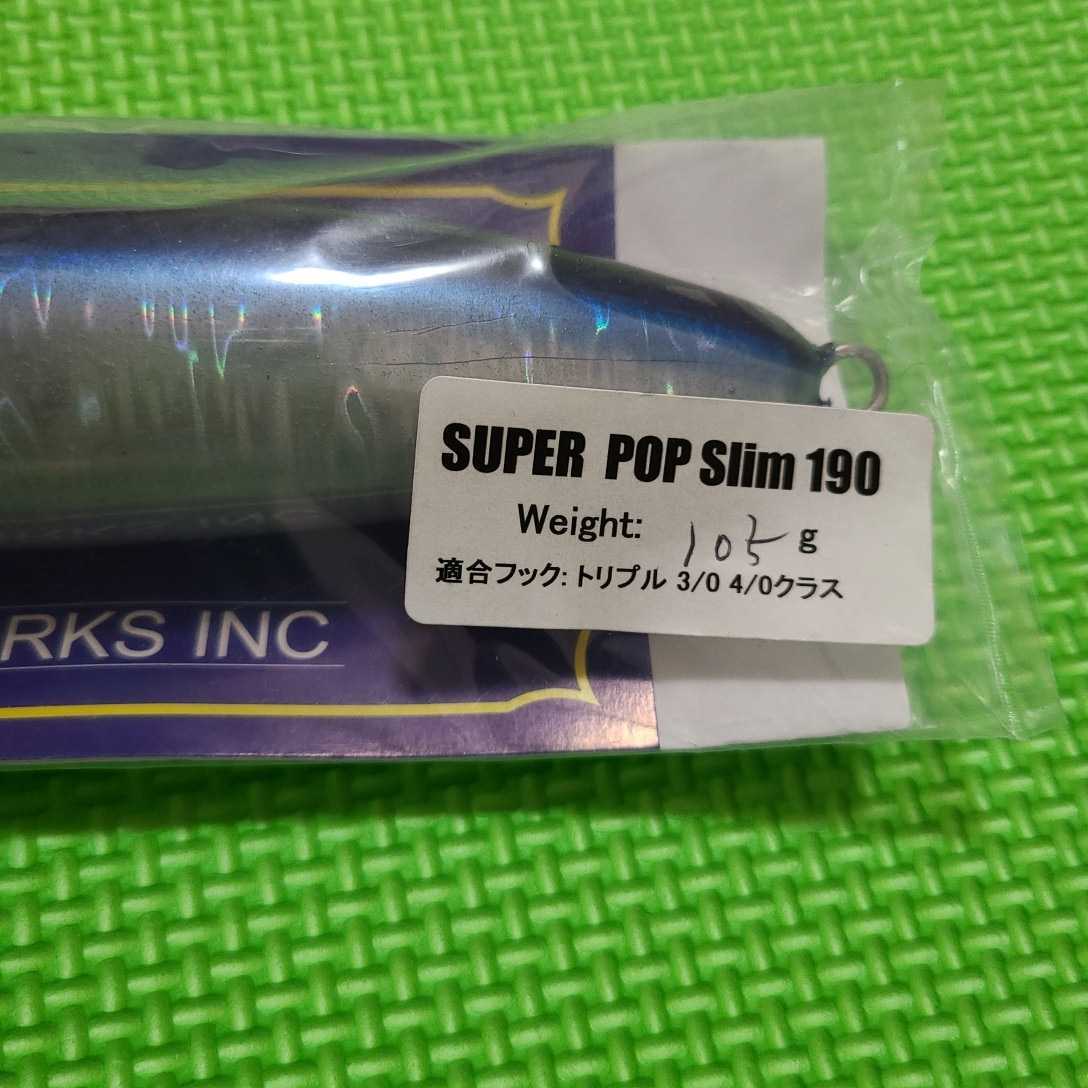 SUPER POP Slim 190
Weight: 105 g
適合フック: トリプル 3/0 4/0クラス
RKS INC